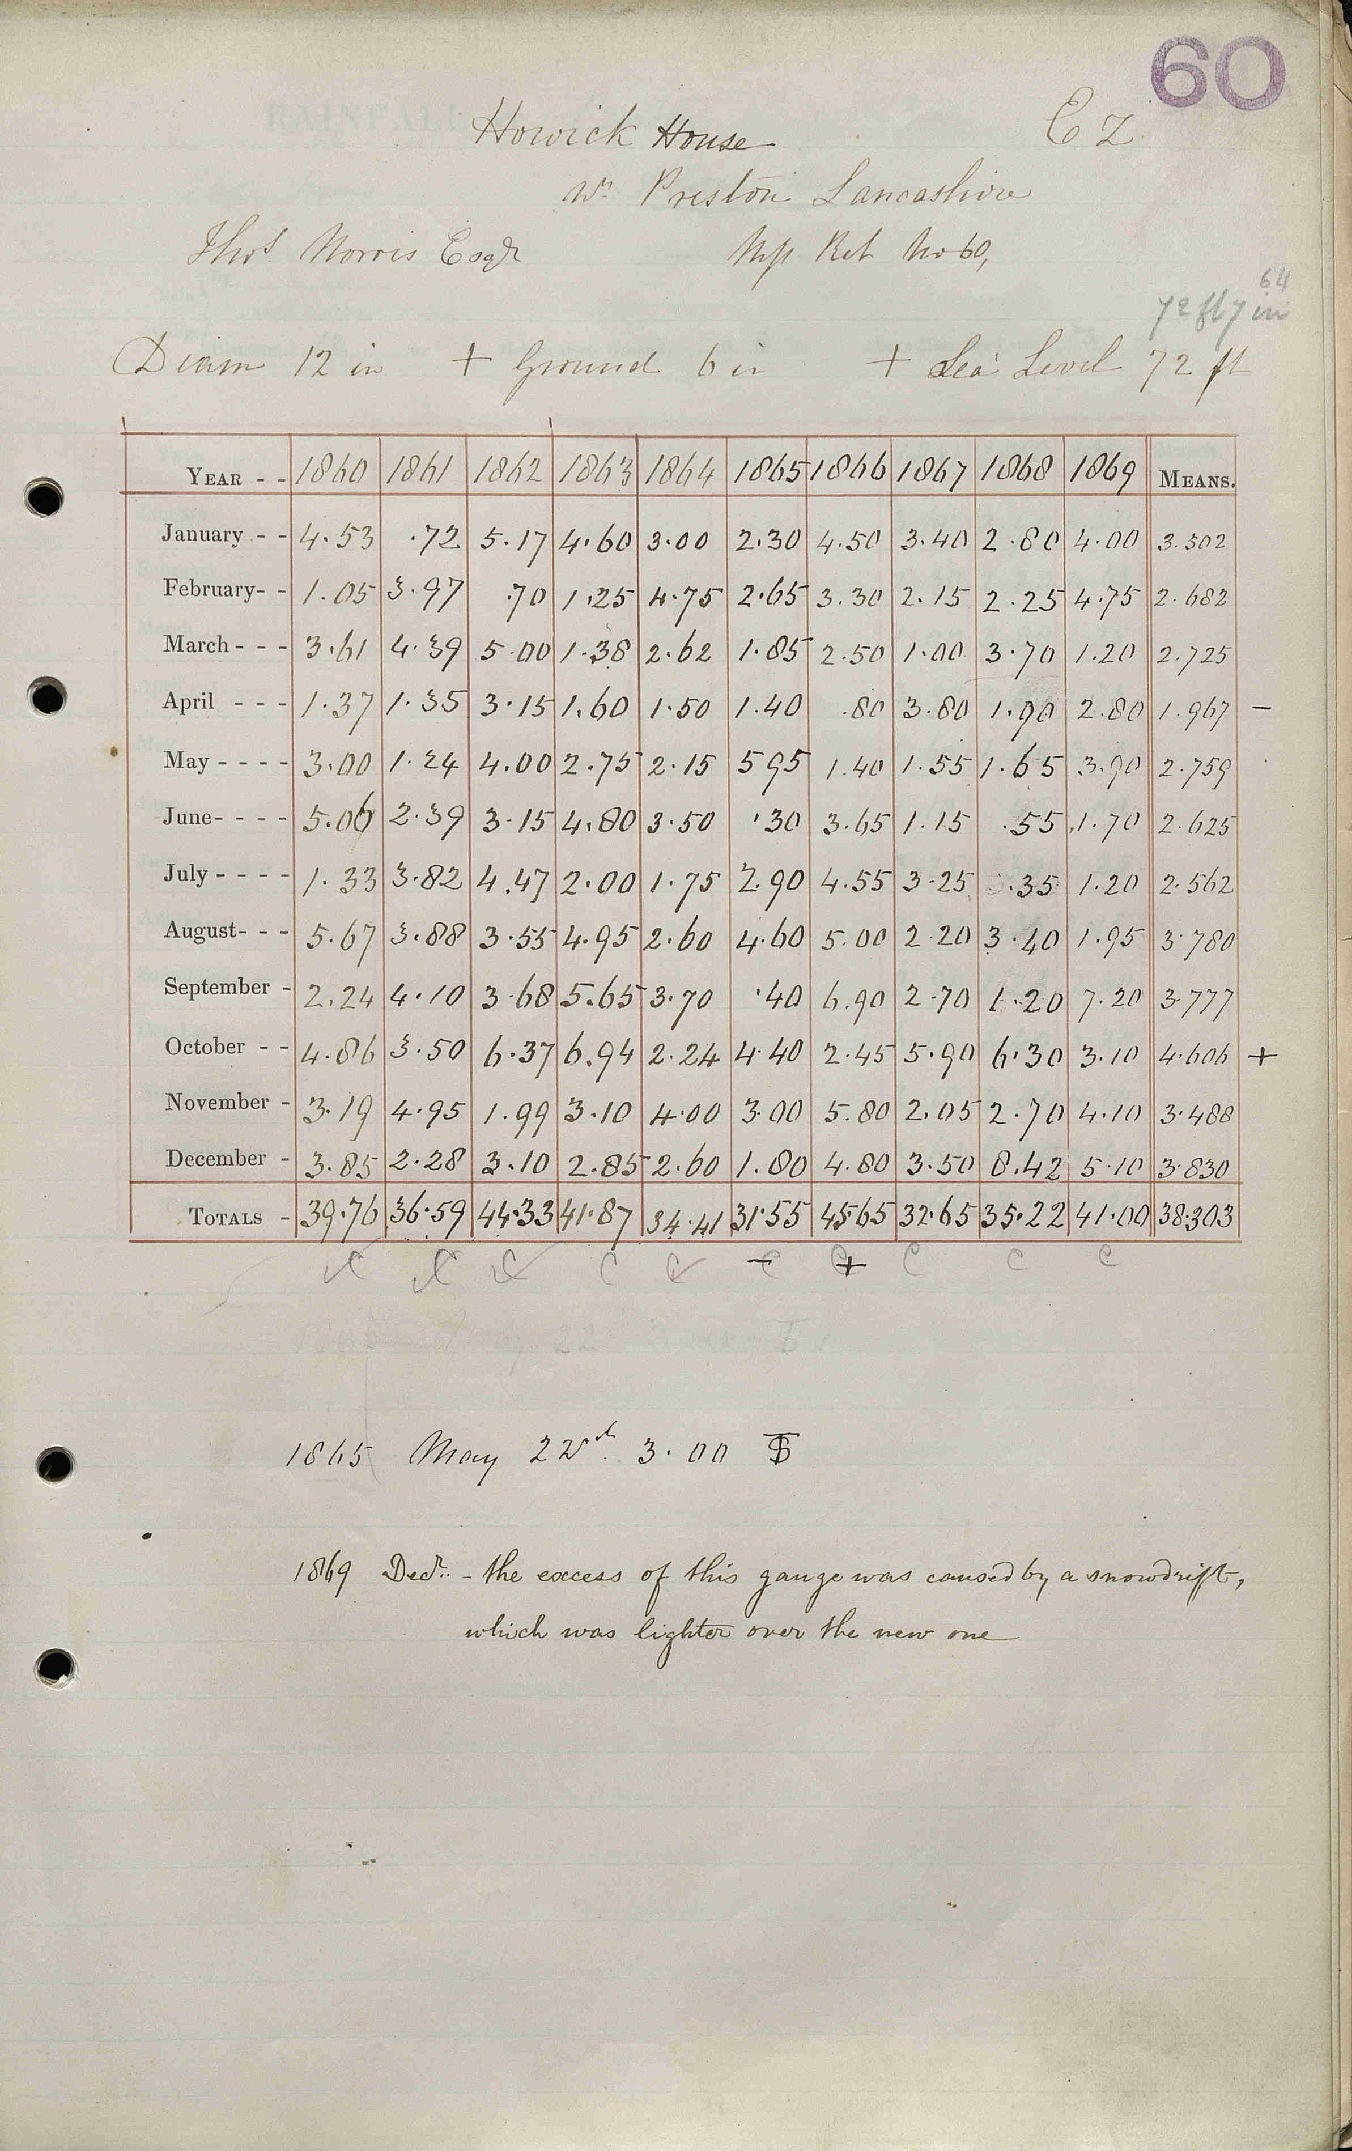 60
Howick House E Z
Nr Preston Lancashire
Thos Norris Esqr Mp Ret No 60,
64
72 ft 7 in
Diam 12 in + Ground 6 in + Sea Level 72 ft
YEAR - - 1860 1861 1862 1863 1864 1865 1866 1867 1868 1869 MEANS.
January - - 4.53 .72 5.17 4.60 3.00 2.30 4.50 3.40 2.80 4.00 3.502
February- - 1.05 3.97 .70 1.25 4.75 2.65 3.30 2.15 2.25 4.75 2.682
March - - - 3.61 4.39 5.00 1.38 2.62 1.85 2.50 1.00 3.70 1.20 2.725
April - - - 1.37 1.35 3.15 1.60 1.50 1.40 .80 3.80 1.90 2.80 1.967 -
May - - - - 3.00 1.24 4.00 2.75 2.15 5 95 1.40 1.55 1.65 3.90 2.759
June- - - - 5.06 2.39 3.15 4.80 3.50 .30 3.65 1.15 .55 1.70 2.625
July - - - - 1.33 3.82 4.47 2.00 1.75 2.90 4.55 3.25 .35 1.20 2.562
August- - - 5.67 3.88 3.55 4.95 2.60 4.60 5.00 2.20 3.40 1.95 3.780
September - 2.24 4.10 3.68 5.65 3.70 .40 6.90 2.70 1.20 7.20 3.777
October - - 4.86 3.50 6.37 6.94 2.24 4.40 2.45 5.90 6.30 3.10 4.606 +
November - 3.19 4.95 1.99 3.10 4.00 3.00 5.80 2.05 2.70 4.10 3.488
December - 3.85 2.28 3.10 2.85 2.60 1.80 4.80 3.50 8.42 5.10 3.830
TOTALS - 39.76 36.59 44.33 41.87 34.41 31.55 45.65 32.65 35.22 41.00 38.303
C C C C C - C C + C C C
1865 May 22nd. 3.00
1869 Decr. - the excess of this gauge was caused by a snowdrift,
which was lighter over the new one